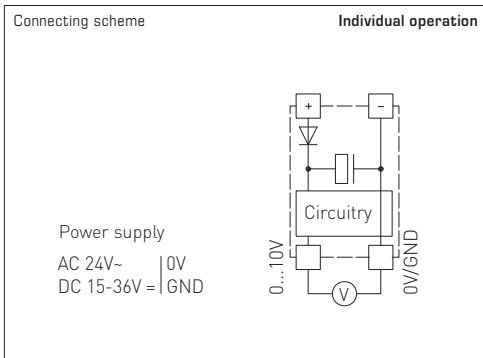 Connecting scheme
Individual operation
+
−
Circuitry
Power supply
AC 24V~ | 0V
DC 15-36V = | GND
0...10V
V
0V/GND